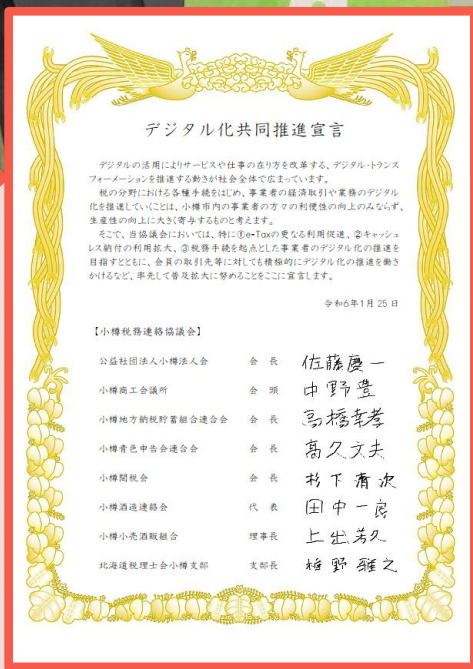 デジタル化共同推進宣言
デジタルの活用によりサービスや仕事の在り方を改革する、デジタル・トランス
フォーメーションを推進する動きが社会全体で広まっています。
税の分野における各種手続をはじめ、事業者の経済取引や業務のデジタル
化を推進していくことは、小樽市内の事業者の方々の利便性の向上のみならず、
生産性の向上に大きく寄与するものと考えます。
そこで、当協議会においては、特に①e-Taxの更なる利用促進、②キャッシュ
レス納付の利用拡大、③税務手続を起点とした事業者のデジタル化の推進を
目指すとともに、会員の取引先等に対しても積極的にデジタル化の推進を働き
かけるなど、率先して普及拡大に努めることをここに宣言します。
令和6年1月25日
【小樽税務連絡協議会】
公益社団法人小樽法人会 会長 佐藤慶一
小樽商工会議所 会頭 中野豊
小樽地方納税貯蓄組合連合会 会長 高橋幸孝
小樽青色申告会連合会 会長 髙久文夫
小樽間税会 会長 杉下清次
小樽酒造連絡会 代表 田中一良
小樽小売酒販組合 理事長 上出芳久
北海道税理士会小樽支部 支部長 野雅之